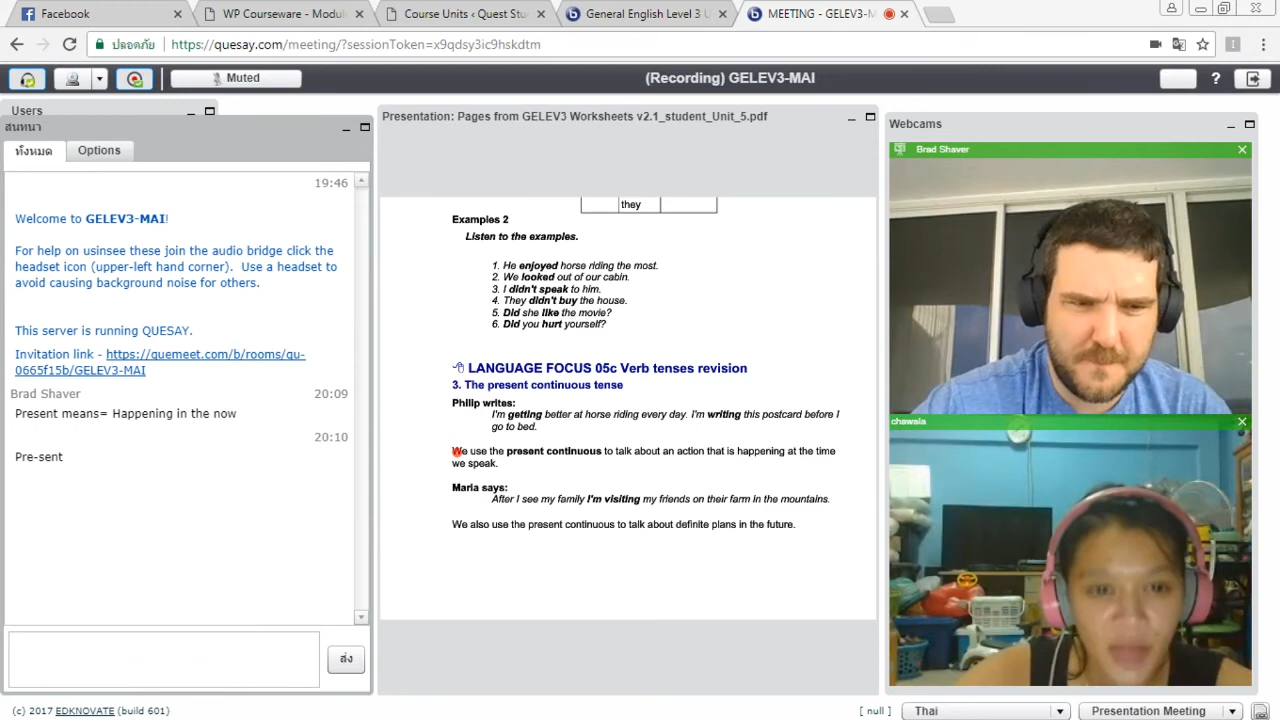 Facebook
WP Courseware - Modul
Course Units ‹ Quest Stu
General English Level 3 U
MEETING - GELEV3-M
ปลอดภัย
https://quesay.com/meeting/?sessionToken=x9qdsy3ic9hskdtm
Muted
(Recording) GELEV3-MAI
?
Users
สนทนา
ทั้งหมด
Options
19:46
Welcome to GELEV3-MAI!
For help on usinsee these join the audio bridge click the
headset icon (upper-left hand corner). Use a headset to
avoid causing background noise for others.
This server is running QUESAY.
Invitation link - https://quemeet.com/b/rooms/qu-
0665f15b/GELEV3-MAI
Brad Shaver
20:09
Present means= Happening in the now
20:10
Pre-sent
ส่ง
Presentation: Pages from GELEV3 Worksheets v2.1_student_Unit_5.pdf
they
Examples 2
Listen to the examples.
1. He enjoyed horse riding the most.
2. We looked out of our cabin.
3. I didn't speak to him.
4. They didn't buy the house.
5. Did she like the movie?
6. Did you hurt yourself?
LANGUAGE FOCUS 05c Verb tenses revision
3. The present continuous tense
Philip writes:
I'm getting better at horse riding every day. I'm writing this postcard before I
go to bed.
We use the present continuous to talk about an action that is happening at the time
we speak.
Maria says:
After I see my family I'm visiting my friends on their farm in the mountains.
We also use the present continuous to talk about definite plans in the future.
Webcams
Brad Shaver
chawala
(c) 2017 EDKNOVATE (build 601)
[ null ]
Thai
Presentation Meeting